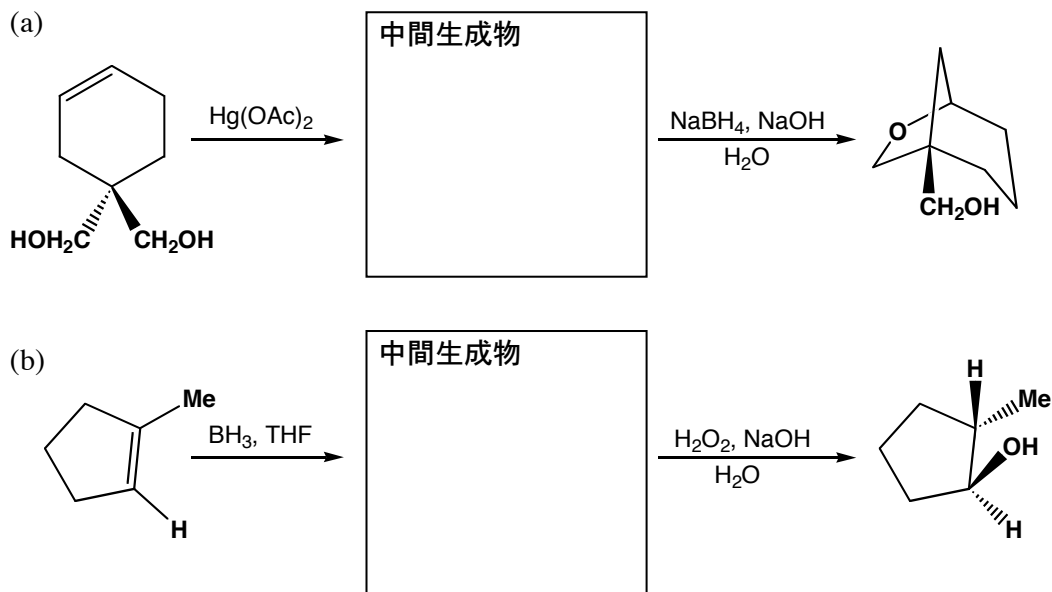 (a)
Hg(OAc)2
中間生成物
NaBH4, NaOH
H2O
O
CH2OH
HOH2C
CH2OH
(b)
Me
H
BH3, THF
中間生成物
H2O2, NaOH
H2O
H
Me
OH
H